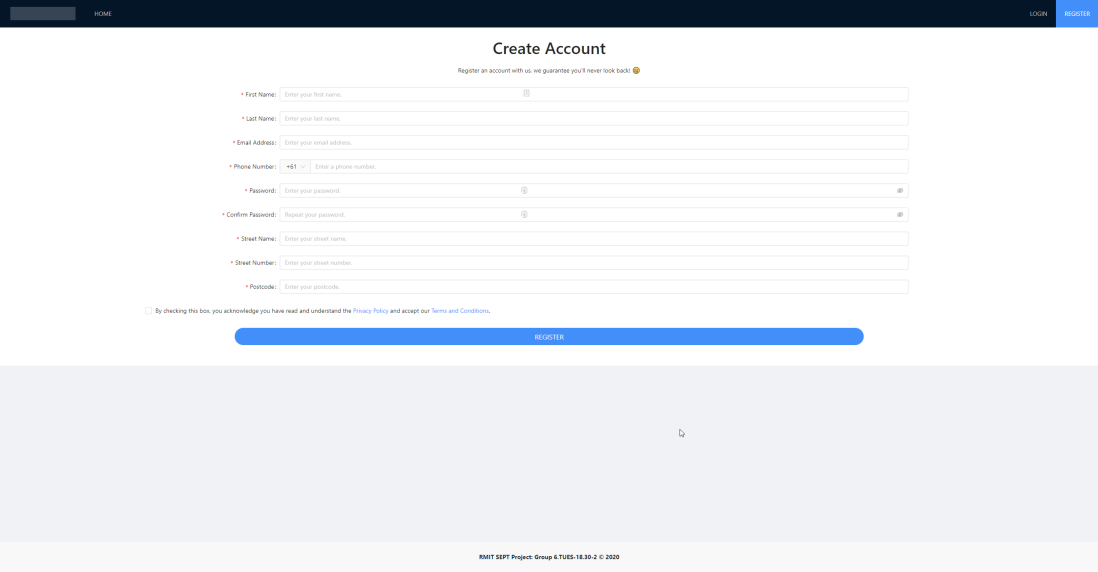 HOME LOGIN REGISTER
Create Account
Register an account with us, we guarantee you'll never look back!
* First Name: Enter your first name.
* Last Name: Enter your last name.
* Email Address: Enter your email address.
* Phone Number: +61 Enter a phone number.
* Password: Enter your password.
* Confirm Password: Repeat your password.
* Street Name: Enter your street name.
* Street Number: Enter your street number.
* Postcode: Enter your postcode.
By checking this box, you acknowledge you have read and understand the Privacy Policy and accept our Terms and Conditions.
REGISTER
RMIT SEPT Project: Group 6.TUES-18.30-2 © 2020